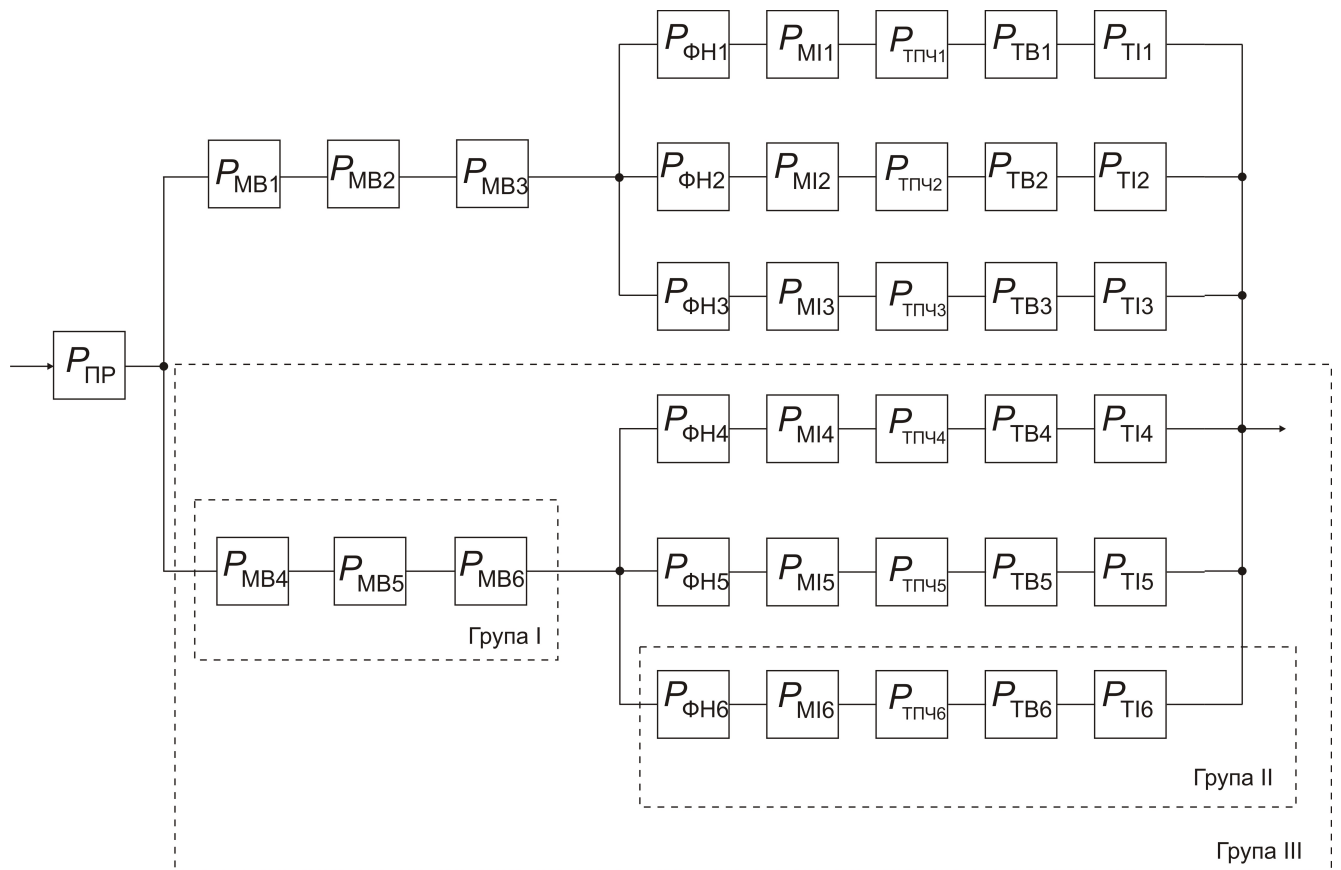 PФН1 PМІ1 PТПЧ1 PТВ1 PТІ1
PМВ1 PМВ2 PМВ3 PФН2 PМІ2 PТПЧ2 PТВ2 PТІ2
PФН3 PМІ3 PТПЧ3 PТВ3 PТІ3
PПР
PФН4 PМІ4 PТПЧ4 PТВ4 PТІ4
PМВ4 PМВ5 PМВ6 PФН5 PМІ5 PТПЧ5 PТВ5 PТІ5
Група I
PФН6 PМІ6 PТПЧ6 PТВ6 PТІ6
Група II
Група III